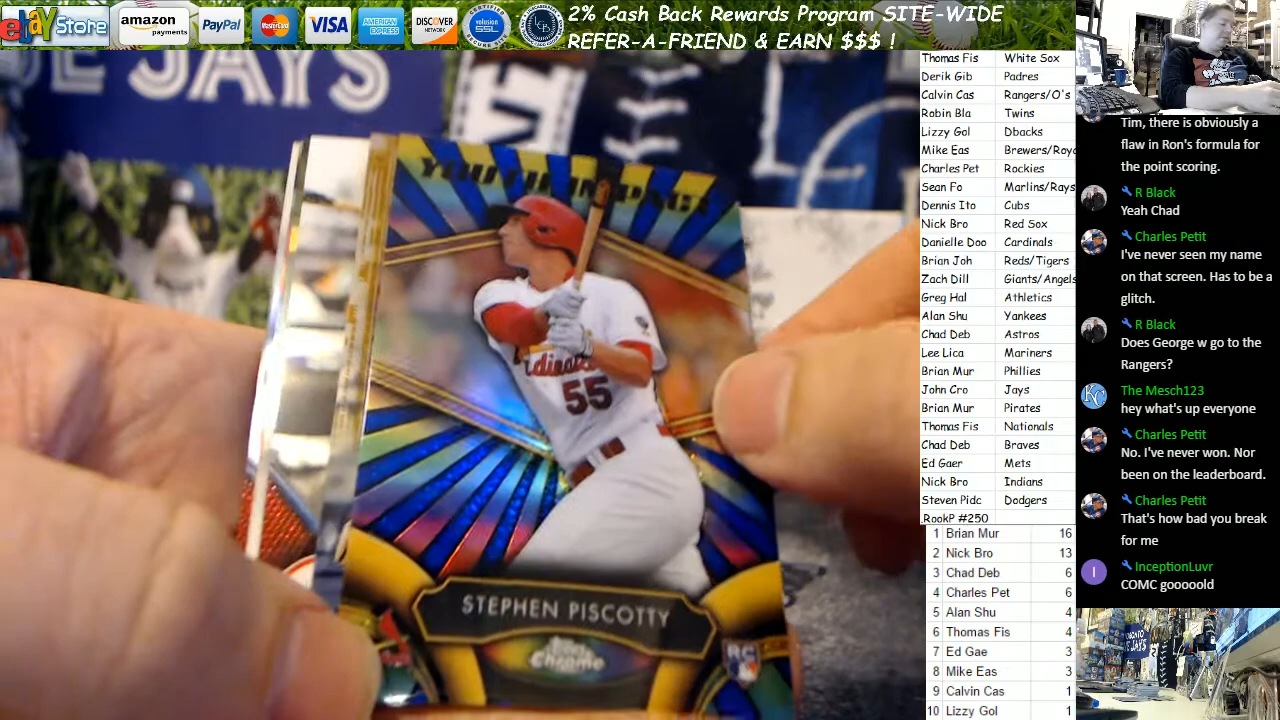 ebay Store
amazon payments
PayPal
MasterCard
VISA
AMERICAN EXPRESS
DISCOVER NETWORK
volusion SSL
2% Cash Back Rewards Program SITE-WIDE
REFER-A-FRIEND & EARN $$$ !
JAYS
YOUTH IMPACT
Cardinals
55
STEPHEN PISCOTTY
Chrome
RC
Thomas Fis White Sox
Derik Gib Padres
Calvin Cas Rangers/O's
Robin Bla Twins
Lizzy Gol Dbacks
Mike Eas Brewers/Roya
Charles Pet Rockies
Sean Fo Marlins/Rays
Dennis Ito Cubs
Nick Bro Red Sox
Danielle Doo Cardinals
Brian Joh Reds/Tigers
Zach Dill Giants/Angels
Greg Hal Athletics
Alan Shu Yankees
Chad Deb Astros
Lee Lica Mariners
Brian Mur Phillies
John Cro Jays
Brian Mur Pirates
Thomas Fis Nationals
Chad Deb Braves
Ed Gaer Mets
Nick Bro Indians
Steven Pidc Dodgers
.RookP #250
1 Brian Mur 16
2 Nick Bro 13
3 Chad Deb 6
4 Charles Pet 6
5 Alan Shu 4
6 Thomas Fis 4
7 Ed Gae 3
8 Mike Eas 3
9 Calvin Cas 1
10 Lizzy Gol 1
Tim, there is obviously a
flaw in Ron's formula for
the point scoring.
R Black
Yeah Chad
Charles Petit
I've never seen my name
on that screen. Has to be a
glitch.
R Black
Does George w go to the
Rangers?
The Mesch123
hey what's up everyone
Charles Petit
No. I've never won. Nor
been on the leaderboard.
Charles Petit
That's how bad you break
for me
I
InceptionLuvr
COMC gooooold